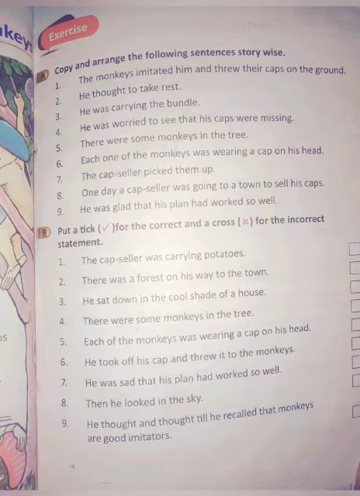 nkeys
Exercise
A Copy and arrange the following sentences story wise.
1. The monkeys imitated him and threw their caps on the ground.
2. He thought to take rest.
3. He was carrying the bundle.
4. He was worried to see that his caps were missing.
5. There were some monkeys in the tree.
6. Each one of the monkeys was wearing a cap on his head.
7. The cap-seller picked them up.
8. One day a cap-seller was going to a town to sell his caps.
9. He was glad that his plan had worked so well.
B Put a tick (✓)for the correct and a cross (×) for the incorrect
statement.
1. The cap-seller was carrying potatoes.
2. There was a forest on his way to the town.
3. He sat down in the cool shade of a house.
4. There were some monkeys in the tree.
5. Each of the monkeys was wearing a cap on his head.
6. He took off his cap and threw it to the monkeys.
7. He was sad that his plan had worked so well.
8. Then he looked in the sky.
9. He thought and thought till he recalled that monkeys
are good imitators.